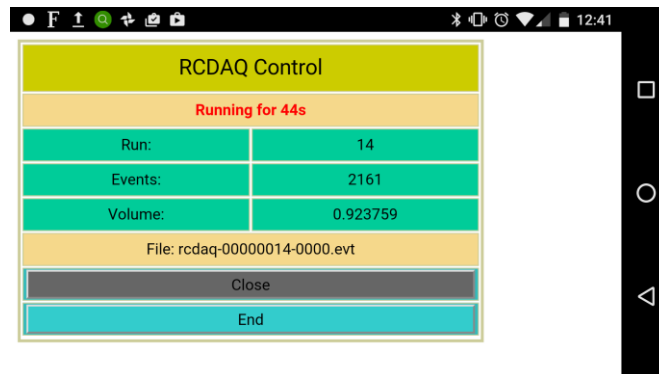 F 12:41
RCDAQ Control
Running for 44s
Run: 14
Events: 2161
Volume: 0.923759
File: rcdaq-00000014-0000.evt
Close
End